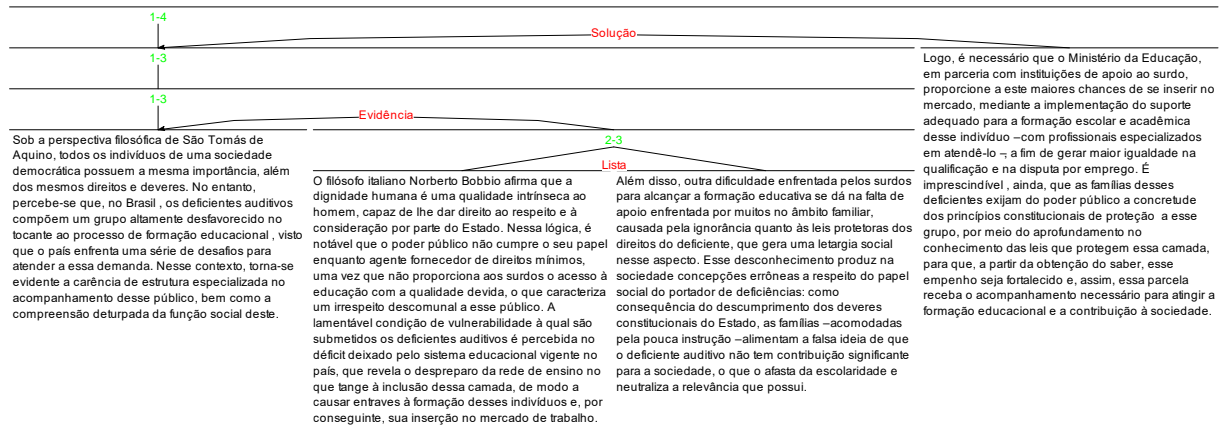 1-4
Solução
1-3
1-3
Evidência
2-3
Lista
Sob a perspectiva filosófica de São Tomás de
Aquino, todos os indivíduos de uma sociedade
democrática possuem a mesma importância, além
dos mesmos direitos e deveres. No entanto,
percebe-se que, no Brasil , os deficientes auditivos
compõem um grupo altamente desfavorecido no
tocante ao processo de formação educacional , visto
que o país enfrenta uma série de desafios para
atender a essa demanda. Nesse contexto, torna-se
evidente a carência de estrutura especializada no
acompanhamento desse público, bem como a
compreensão deturpada da função social deste.
O filósofo italiano Norberto Bobbio afirma que a
dignidade humana é uma qualidade intrínseca ao
homem, capaz de lhe dar direito ao respeito e à
consideração por parte do Estado. Nessa lógica, é
notável que o poder público não cumpre o seu papel
enquanto agente fornecedor de direitos mínimos,
uma vez que não proporciona aos surdos o acesso à
educação com a qualidade devida, o que caracteriza
um irrespeito descomunal a esse público. A
lamentável condição de vulnerabilidade à qual são
submetidos os deficientes auditivos é percebida no
déficit deixado pelo sistema educacional vigente no
país, que revela o despreparo da rede de ensino no
que tange à inclusão dessa camada, de modo a
causar entraves à formação desses indivíduos e, por
conseguinte, sua inserção no mercado de trabalho.
Além disso, outra dificuldade enfrentada pelos surdos
para alcançar a formação educativa se dá na falta de
apoio enfrentada por muitos no âmbito familiar,
causada pela ignorância quanto às leis protetoras dos
direitos do deficiente, que gera uma letargia social
nesse aspecto. Esse desconhecimento produz na
sociedade concepções errôneas a respeito do papel
social do portador de deficiências: como
consequência do descumprimento dos deveres
constitucionais do Estado, as famílias –acomodadas
pela pouca instrução –alimentam a falsa ideia de que
o deficiente auditivo não tem contribuição significante
para a sociedade, o que o afasta da escolaridade e
neutraliza a relevância que possui.
Logo, é necessário que o Ministério da Educação,
em parceria com instituições de apoio ao surdo,
proporcione a este maiores chances de se inserir no
mercado, mediante a implementação do suporte
adequado para a formação escolar e acadêmica
desse indivíduo –com profissionais especializados
em atendê-lo –, a fim de gerar maior igualdade na
qualificação e na disputa por emprego. É
imprescindível , ainda, que as famílias desses
deficientes exijam do poder público a concretude
dos princípios constitucionais de proteção a esse
grupo, por meio do aprofundamento no
conhecimento das leis que protegem essa camada,
para que, a partir da obtenção do saber, esse
empenho seja fortalecido e, assim, essa parcela
receba o acompanhamento necessário para atingir a
formação educacional e a contribuição à sociedade.